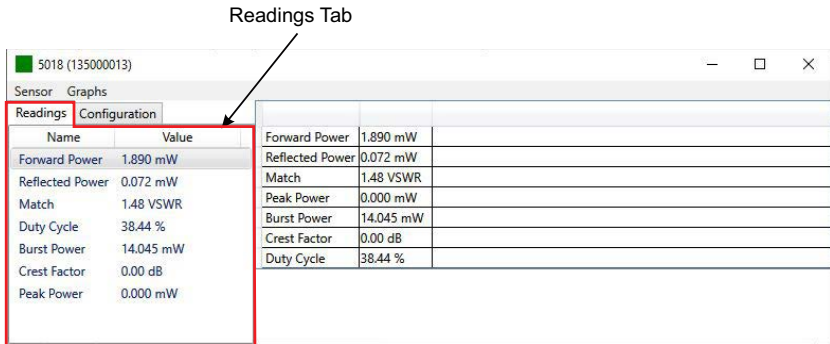 Readings Tab
5018 (135000013)
Sensor Graphs
Readings Configuration
Name Value
Forward Power 1.890 mW
Reflected Power 0.072 mW
Match 1.48 VSWR
Duty Cycle 38.44 %
Burst Power 14.045 mW
Crest Factor 0.00 dB
Peak Power 0.000 mW
Forward Power 1.890 mW
Reflected Power 0.072 mW
Match 1.48 VSWR
Peak Power 0.000 mW
Burst Power 14.045 mW
Crest Factor 0.00 dB
Duty Cycle 38.44 %